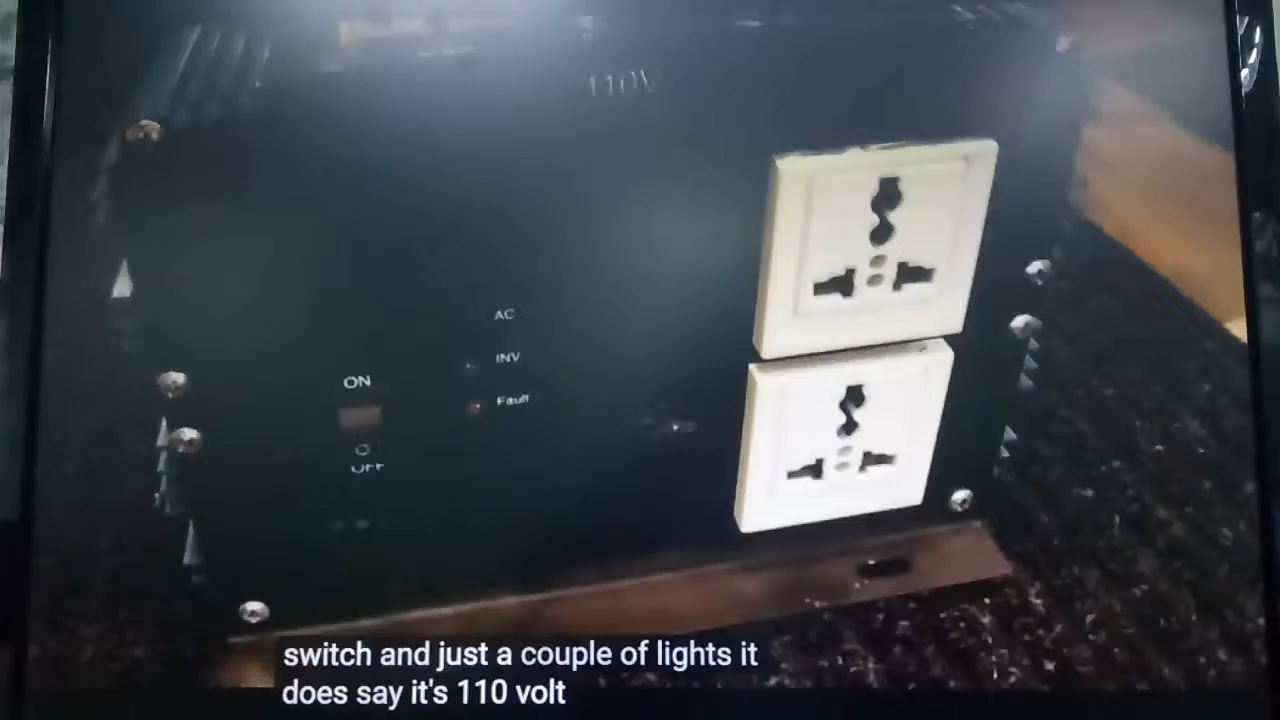 110V
AC
INV
ON
Fault
OFF
switch and just a couple of lights it
does say it's 110 volt